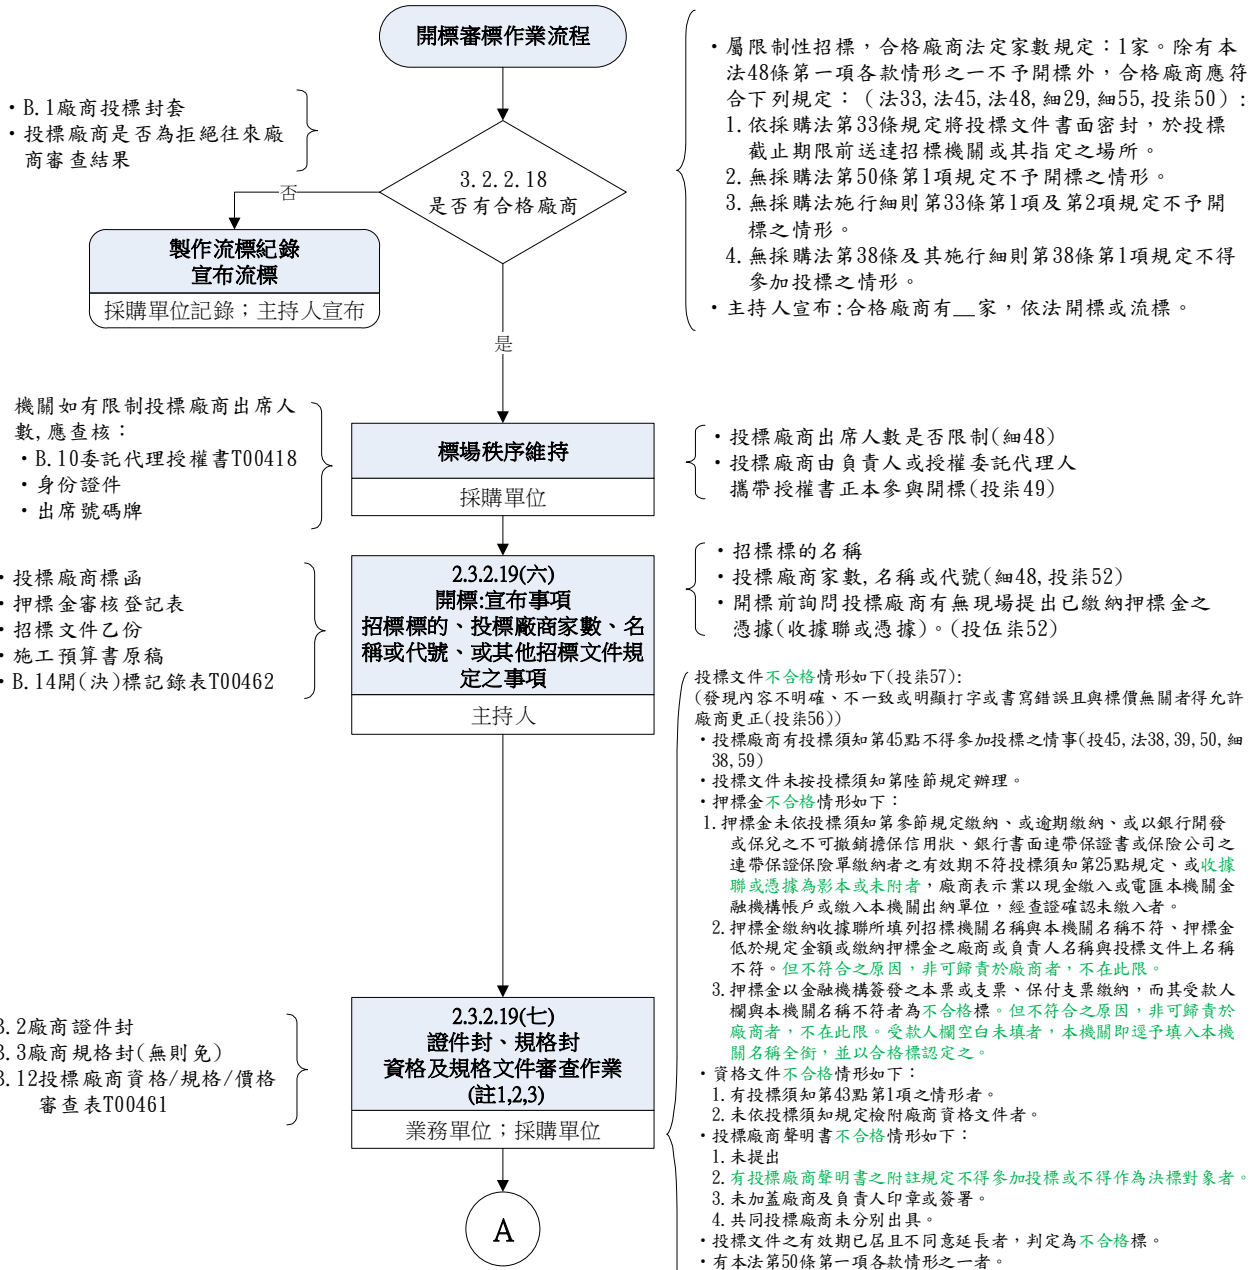 開標審標作業流程
・B.1廠商投標封套
・投標廠商是否為拒絕往來廠
商審查結果
3.2.2.18
是否有合格廠商
否
製作流標紀錄
宣布流標
採購單位記錄；主持人宣布
是
・屬限制性招標，合格廠商法定家數規定：1家。除有本
法48條第一項各款情形之一不予開標外，合格廠商應符
合下列規定：（法33,法45,法48,細29,細55,投柒50）:
1.依採購法第33條規定將投標文件書面密封，於投標
截止期限前送達招標機關或其指定之場所。
2.無採購法第50條第1項規定不予開標之情形。
3.無採購法施行細則第33條第1項及第2項規定不予開
標之情形。
4.無採購法第38條及其施行細則第38條第1項規定不得
參加投標之情形。
・主持人宣布:合格廠商有__家，依法開標或流標。
機關如有限制投標廠商出席人
數,應查核：
・B.10委託代理授權書T00418
・身份證件
・出席號碼牌
標場秩序維持
採購單位
・投標廠商出席人數是否限制(細48)
・投標廠商由負責人或授權委託代理人
攜帶授權書正本參與開標(投柒49)
・投標廠商標函
・押標金審核登記表
・招標文件乙份
・施工預算書原稿
・B.14開(決)標記錄表T00462
2.3.2.19(六)
開標:宣布事項
招標標的、投標廠商家數、名
稱或代號、或其他招標文件規
定之事項
主持人
・招標標的名稱
・投標廠商家數,名稱或代號(細48,投柒52)
・開標前詢問投標廠商有無現場提出已繳納押標金之
憑據(收據聯或憑據)。(投伍柒52)
3.2廠商證件封
3.3廠商規格封(無則免)
3.12投標廠商資格/規格/價格
審查表T00461
2.3.2.19(七)
證件封、規格封
資格及規格文件審查作業
(註1,2,3)
業務單位；採購單位
A
投標文件不合格情形如下(投柒57):
(發現內容不明確、不一致或明顯打字或書寫錯誤且與標價無關者得允許
廠商更正(投柒56))
・投標廠商有投標須知第45點不得參加投標之情事(投45,法38,39,50,細
38,59)
・投標文件未按投標須知第陸節規定辦理。
・押標金不合格情形如下：
1.押標金未依投標須知第參節規定繳納、或逾期繳納、或以銀行開發
或保兌之不可撤銷擔保信用狀、銀行書面連帶保證書或保險公司之
連帶保證保險單繳納者之有效期不符投標須知第25點規定、或收據
聯或憑據為影本或未附者，廠商表示業以現金繳入或電匯本機關金
融機構帳戶或繳入本機關出納單位，經查證確認未繳入者。
2.押標金繳納收據聯所填列招標機關名稱與本機關名稱不符、押標金
低於規定金額或繳納押標金之廠商或負責人名稱與投標文件上名稱
不符。但不符合之原因，非可歸責於廠商者，不在此限。
3.押標金以金融機構簽發之本票或支票、保付支票繳納，而其受款人
欄與本機關名稱不符者為不合格標。但不符合之原因，非可歸責於
廠商者，不在此限。受款人欄空白未填者，本機關即逕予填入本機
關名稱全銜，並以合格標認定之。
・資格文件不合格情形如下：
1.有投標須知第43點第1項之情形者。
2.未依投標須知規定檢附廠商資格文件者。
・投標廠商聲明書不合格情形如下：
1.未提出
2.有投標廠商聲明書之附註規定不得參加投標或不得作為決標對象者。
3.未加蓋廠商及負責人印章或簽署。
4.共同投標廠商未分別出具。
・投標文件之有效期已屆且不同意延長者，判定為不合格標。
・有本法第50條第一項各款情形之一者。